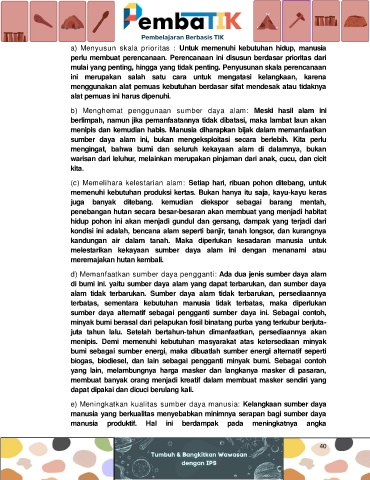 PembaTIK
Pembelajaran Berbasis TIK
a) Menyusun skala prioritas : Untuk memenuhi kebutuhan hidup, manusia
perlu membuat perencanaan. Perencanaan ini disusun berdasar prioritas dari
mulai yang penting, hingga yang tidak penting. Penyusunan skala perencanaan
ini merupakan salah satu cara untuk mengatasi kelangkaan, karena
menggunakan alat pemuas kebutuhan berdasar sifat mendesak atau tidaknya
alat pemuas ini harus dipenuhi.
b) Menghemat penggunaan sumber daya alam: Meski hasil alam ini
berlimpah, namun jika pemanfaatannya tidak dibatasi, maka lambat laun akan
menipis dan kemudian habis. Manusia diharapkan bijak dalam memanfaatkan
sumber daya alam ini, bukan mengeksploitasi secara berlebih. Kita perlu
mengingat, bahwa bumi dan seluruh kekayaan alam di dalamnya, bukan
warisan dari leluhur, melainkan merupakan pinjaman dari anak, cucu, dan cicit
kita.
(c) Memelihara kelestarian alam: Setiap hari, ribuan pohon ditebang, untuk
memenuhi kebutuhan produksi kertas. Bukan hanya itu saja, kayu-kayu keras
juga banyak ditebang, kemudian diekspor sebagai barang mentah,
penebangan hutan secara besar-besaran akan membuat yang menjadi habitat
hidup pohon ini akan menjadi gundul dan gersang, dampak yang terjadi dari
kondisi ini adalah, bencana alam seperti banjir, tanah longsor, dan kurangnya
kandungan air dalam tanah. Maka diperlukan kesadaran manusia untuk
melestarikan kekayaan sumber daya alam ini dengan menanami atau
meremajakan hutan kembali.
d) Memanfaatkan sumber daya pengganti: Ada dua jenis sumber daya alam
di bumi ini. yaitu sumber daya alam yang dapat terbarukan, dan sumber daya
alam tidak terbarukan. Sumber daya alam tidak terbarukan, persediaannya
terbatas, sementara kebutuhan manusia tidak terbatas, maka diperlukan
sumber daya alternatif sebagai pengganti sumber daya ini. Sebagai contoh,
minyak bumi berasal dari pelapukan fosil binatang purba yang terkubur berjuta-
juta tahun lalu. Setelah bertahun-tahun dimanfaatkan, persediaannya akan
menipis. Demi memenuhi kebutuhan masyarakat atas ketersediaan minyak
bumi sebagai sumber energi, maka dibuatlah sumber energi alternatif seperti
biogas, biodiesel, dan lain sebagai pengganti minyak bumi. Sebagai contoh
yang lain, melambungnya harga masker dan langkanya masker di pasaran,
membuat banyak orang menjadi kreatif dalam membuat masker sendiri yang
dapat dipakai dan dicuci berulang kali.
e) Meningkatkan kualitas sumber daya manusia: Kelangkaan sumber daya
manusia yang berkualitas menyebabkan minimnya serapan bagi sumber daya
manusia produktif. Hal ini berdampak pada meningkatnya angka
40
Tumbuh & Bangkitkan Wawasan
dengan IPS